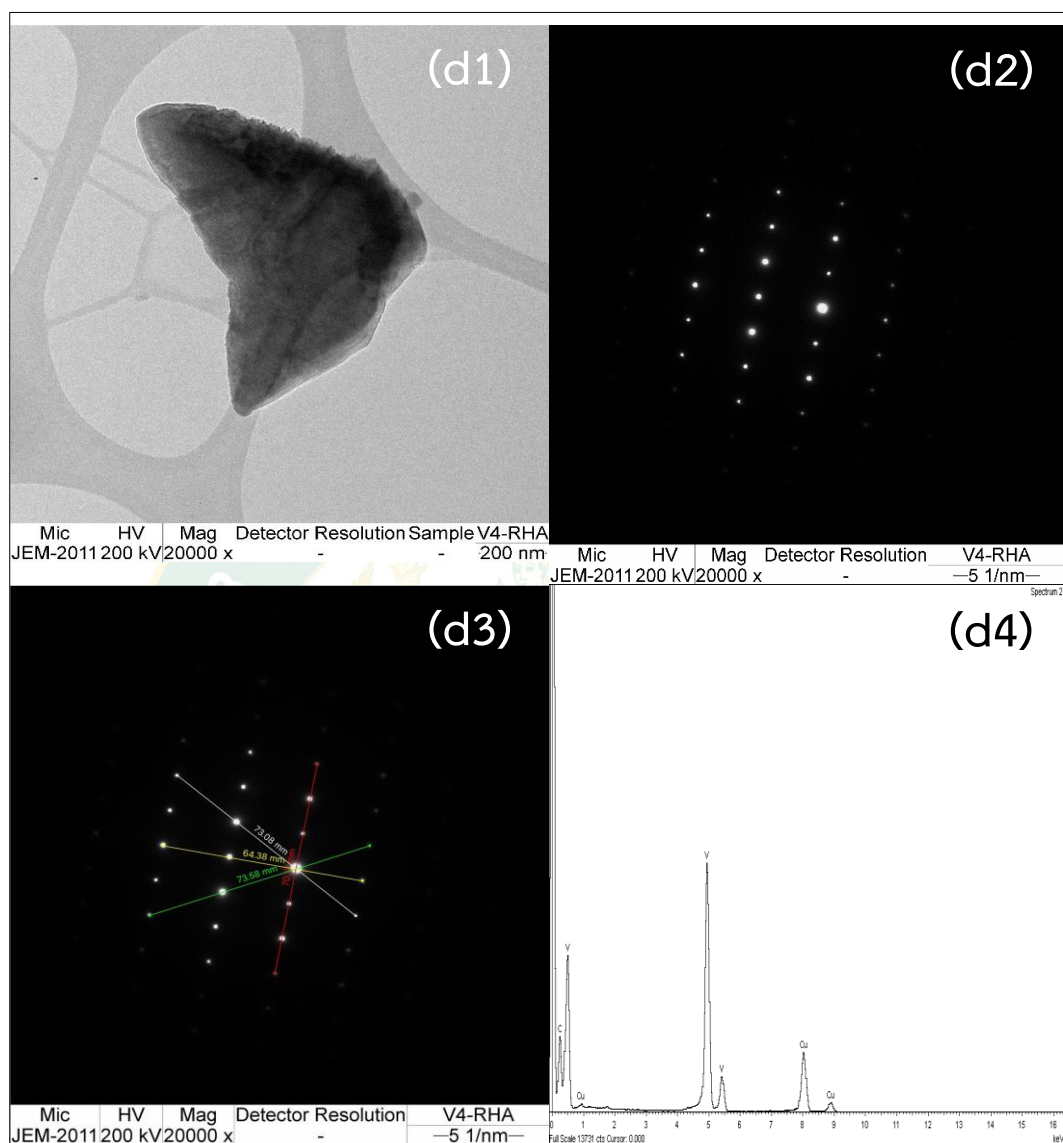 (d1)
Mic HV Mag Detector Resolution Sample V4-RHA
JEM-2011 200 kV 20000 x - - 200 nm
(d2)
Mic HV Mag Detector Resolution V4-RHA
JEM-2011 200 kV 20000 x - —5 1/nm—
(d3)
73.08 mm
64.38 mm
73.58 mm
Mic HV Mag Detector Resolution V4-RHA
JEM-2011 200 kV 20000 x - —5 1/nm—
Spectrum 2
(d4)
V
V
C
Cu
V
Cu
Cu
0 1 2 3 4 5 6 7 8 9 10 11 12 13 14 15 16
Full Scale 13731 cts Cursor: 0.000